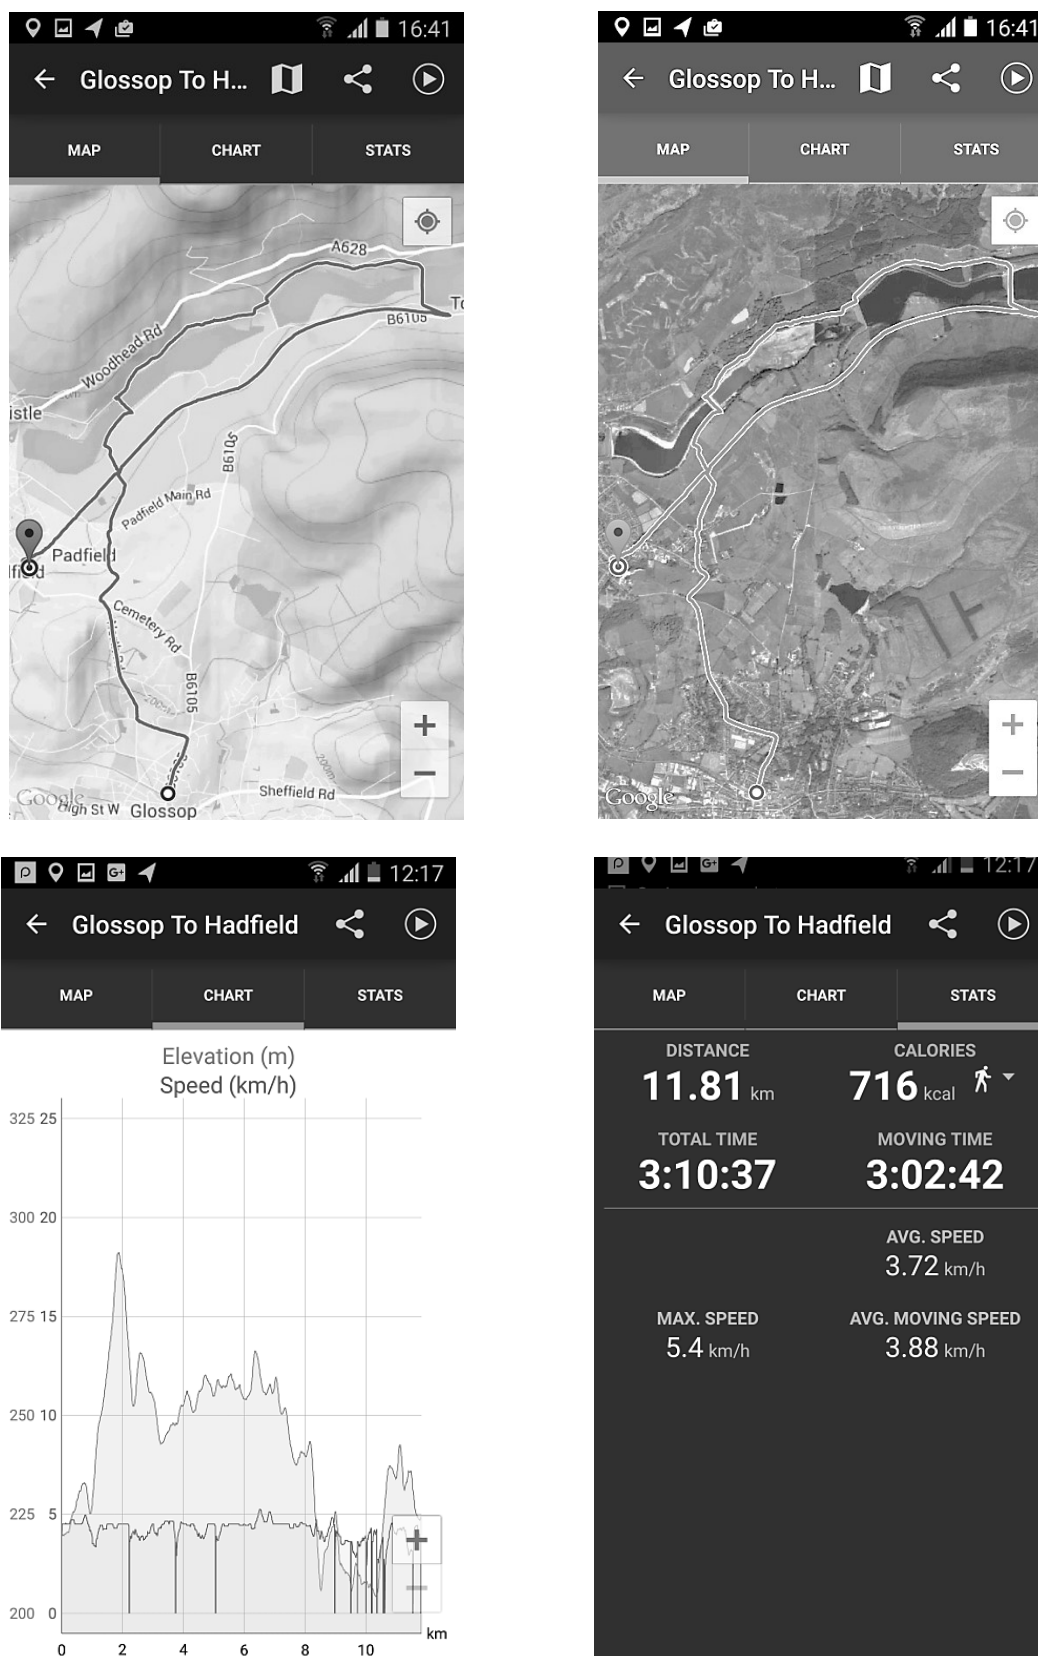 16:41
Glossop To H...
MAP CHART STATS
A628
To
B6105
Woodhead Rd
istle
B6105
Padfield Main Rd
Padfield
lfield
Cemetery Rd
B6105
200m
200m
Sheffield Rd
Google
High St W
Glossop
16:41
Glossop To H...
MAP CHART STATS
Google
12:17
Glossop To Hadfield
MAP CHART STATS
Elevation (m)
Speed (km/h)
325 25
300 20
275 15
250 10
225 5
200 0
km
0 2 4 6 8 10
12:17
Glossop To Hadfield
MAP CHART STATS
DISTANCE CALORIES
11.81 km 716 kcal
TOTAL TIME MOVING TIME
3:10:37 3:02:42
AVG. SPEED
3.72 km/h
MAX. SPEED AVG. MOVING SPEED
5.4 km/h 3.88 km/h